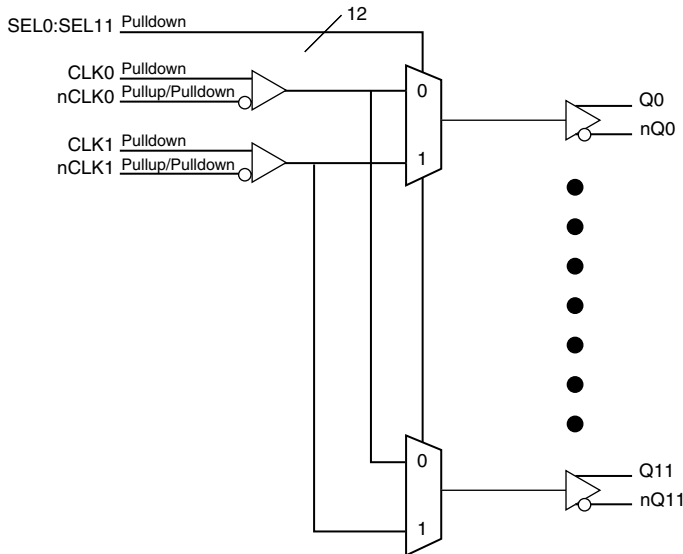 12
SEL0:SEL11 Pulldown
CLK0 Pulldown
nCLK0 Pullup/Pulldown
0
Q0
nQ0
CLK1 Pulldown
nCLK1 Pullup/Pulldown
1
0
Q11
nQ11
1